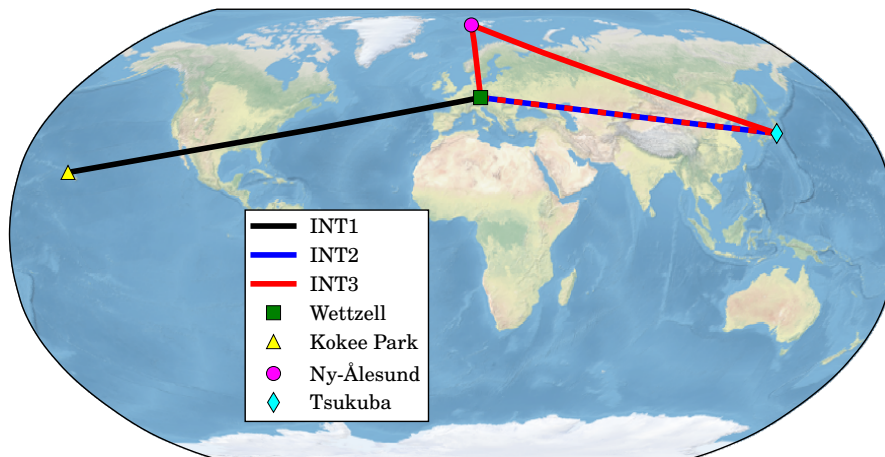 INT1
INT2
INT3
Wettzell
Kokee Park
Ny-Ålesund
Tsukuba